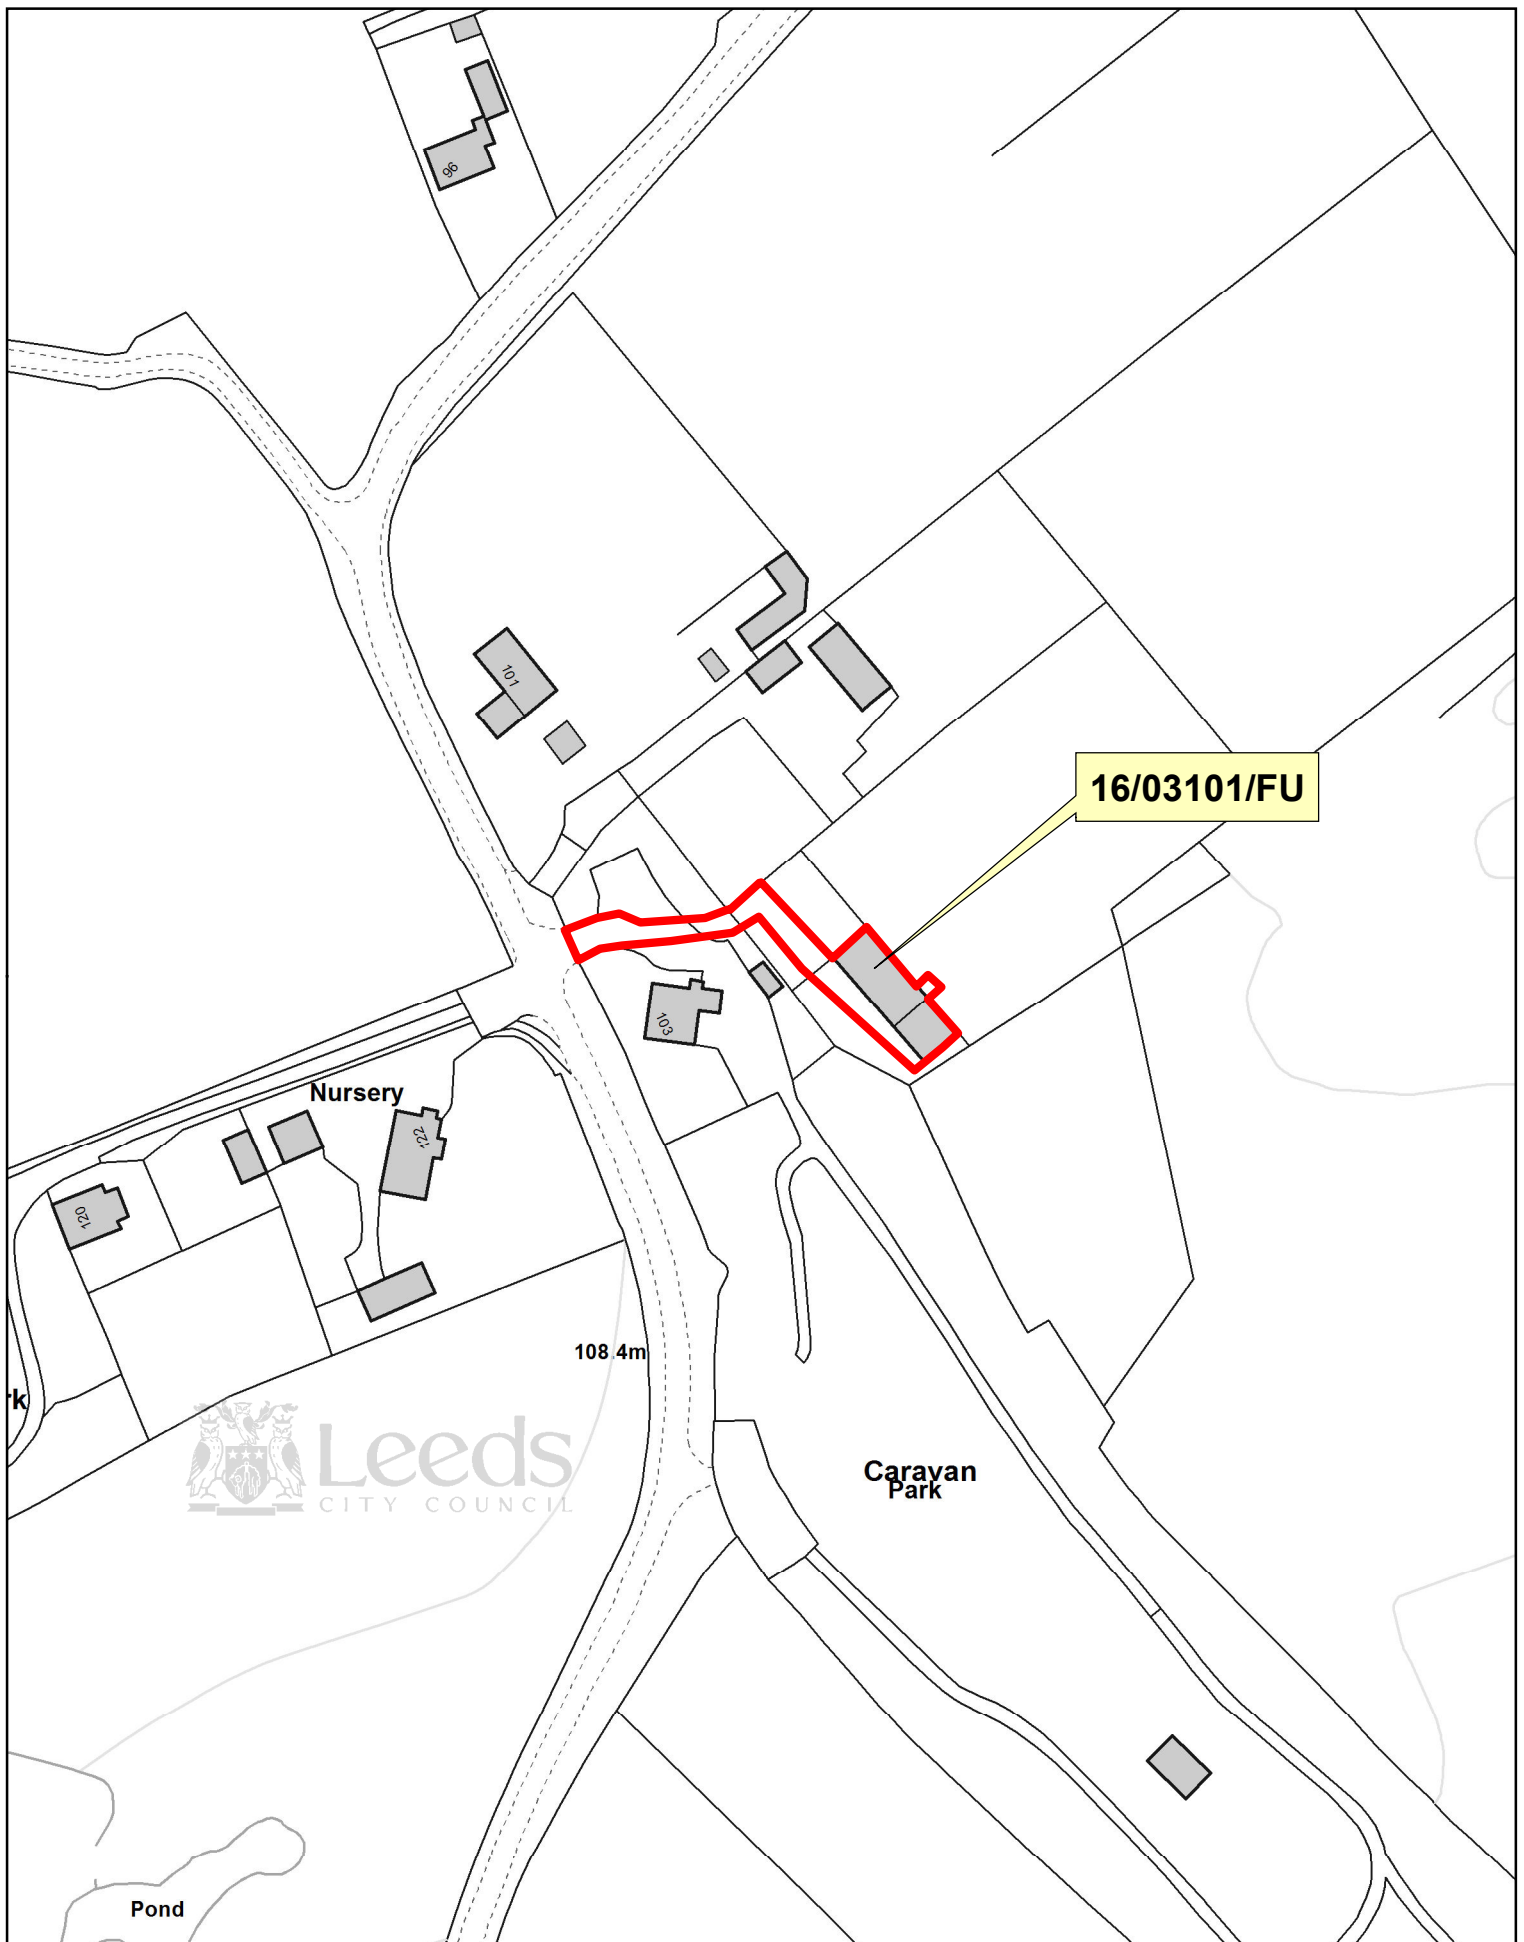 96
101
16/03101/FU
103
Nursery
122
120
108.4m
rk
Leeds
CITY COUNCIL
Caravan
Park
Pond